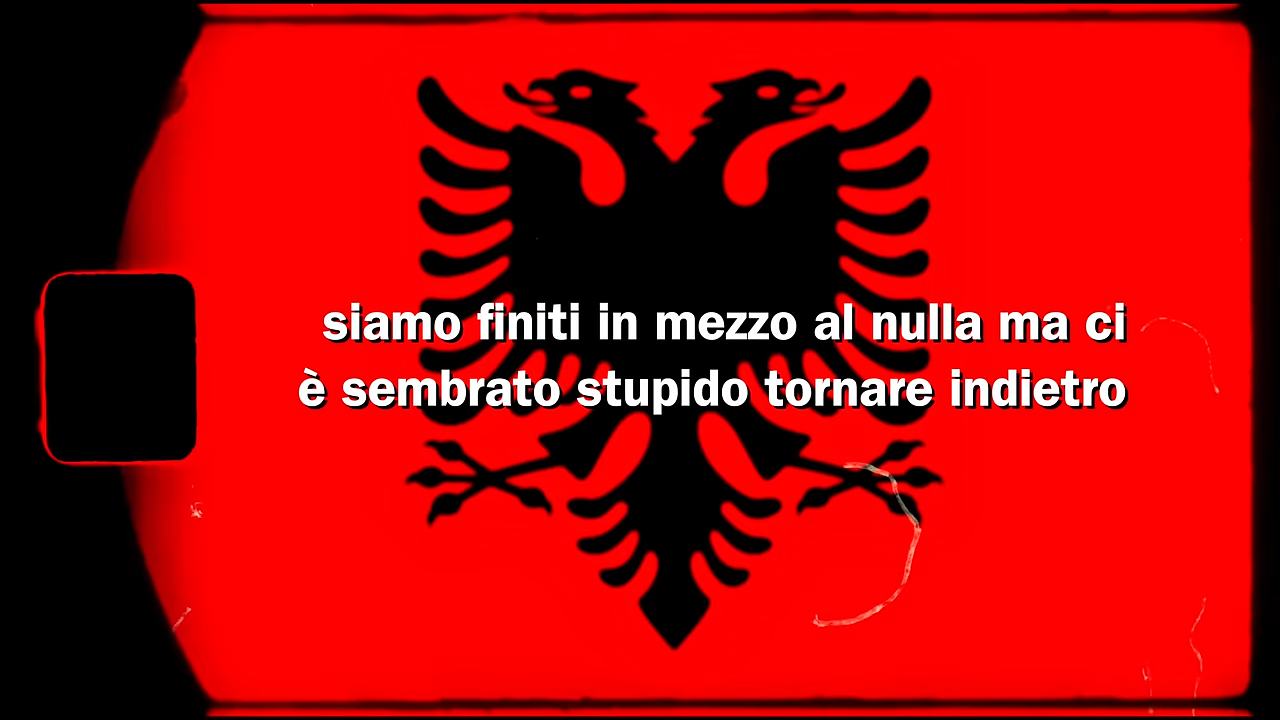 siamo finiti in mezzo al nulla ma ci
è sembrato stupido tornare indietro